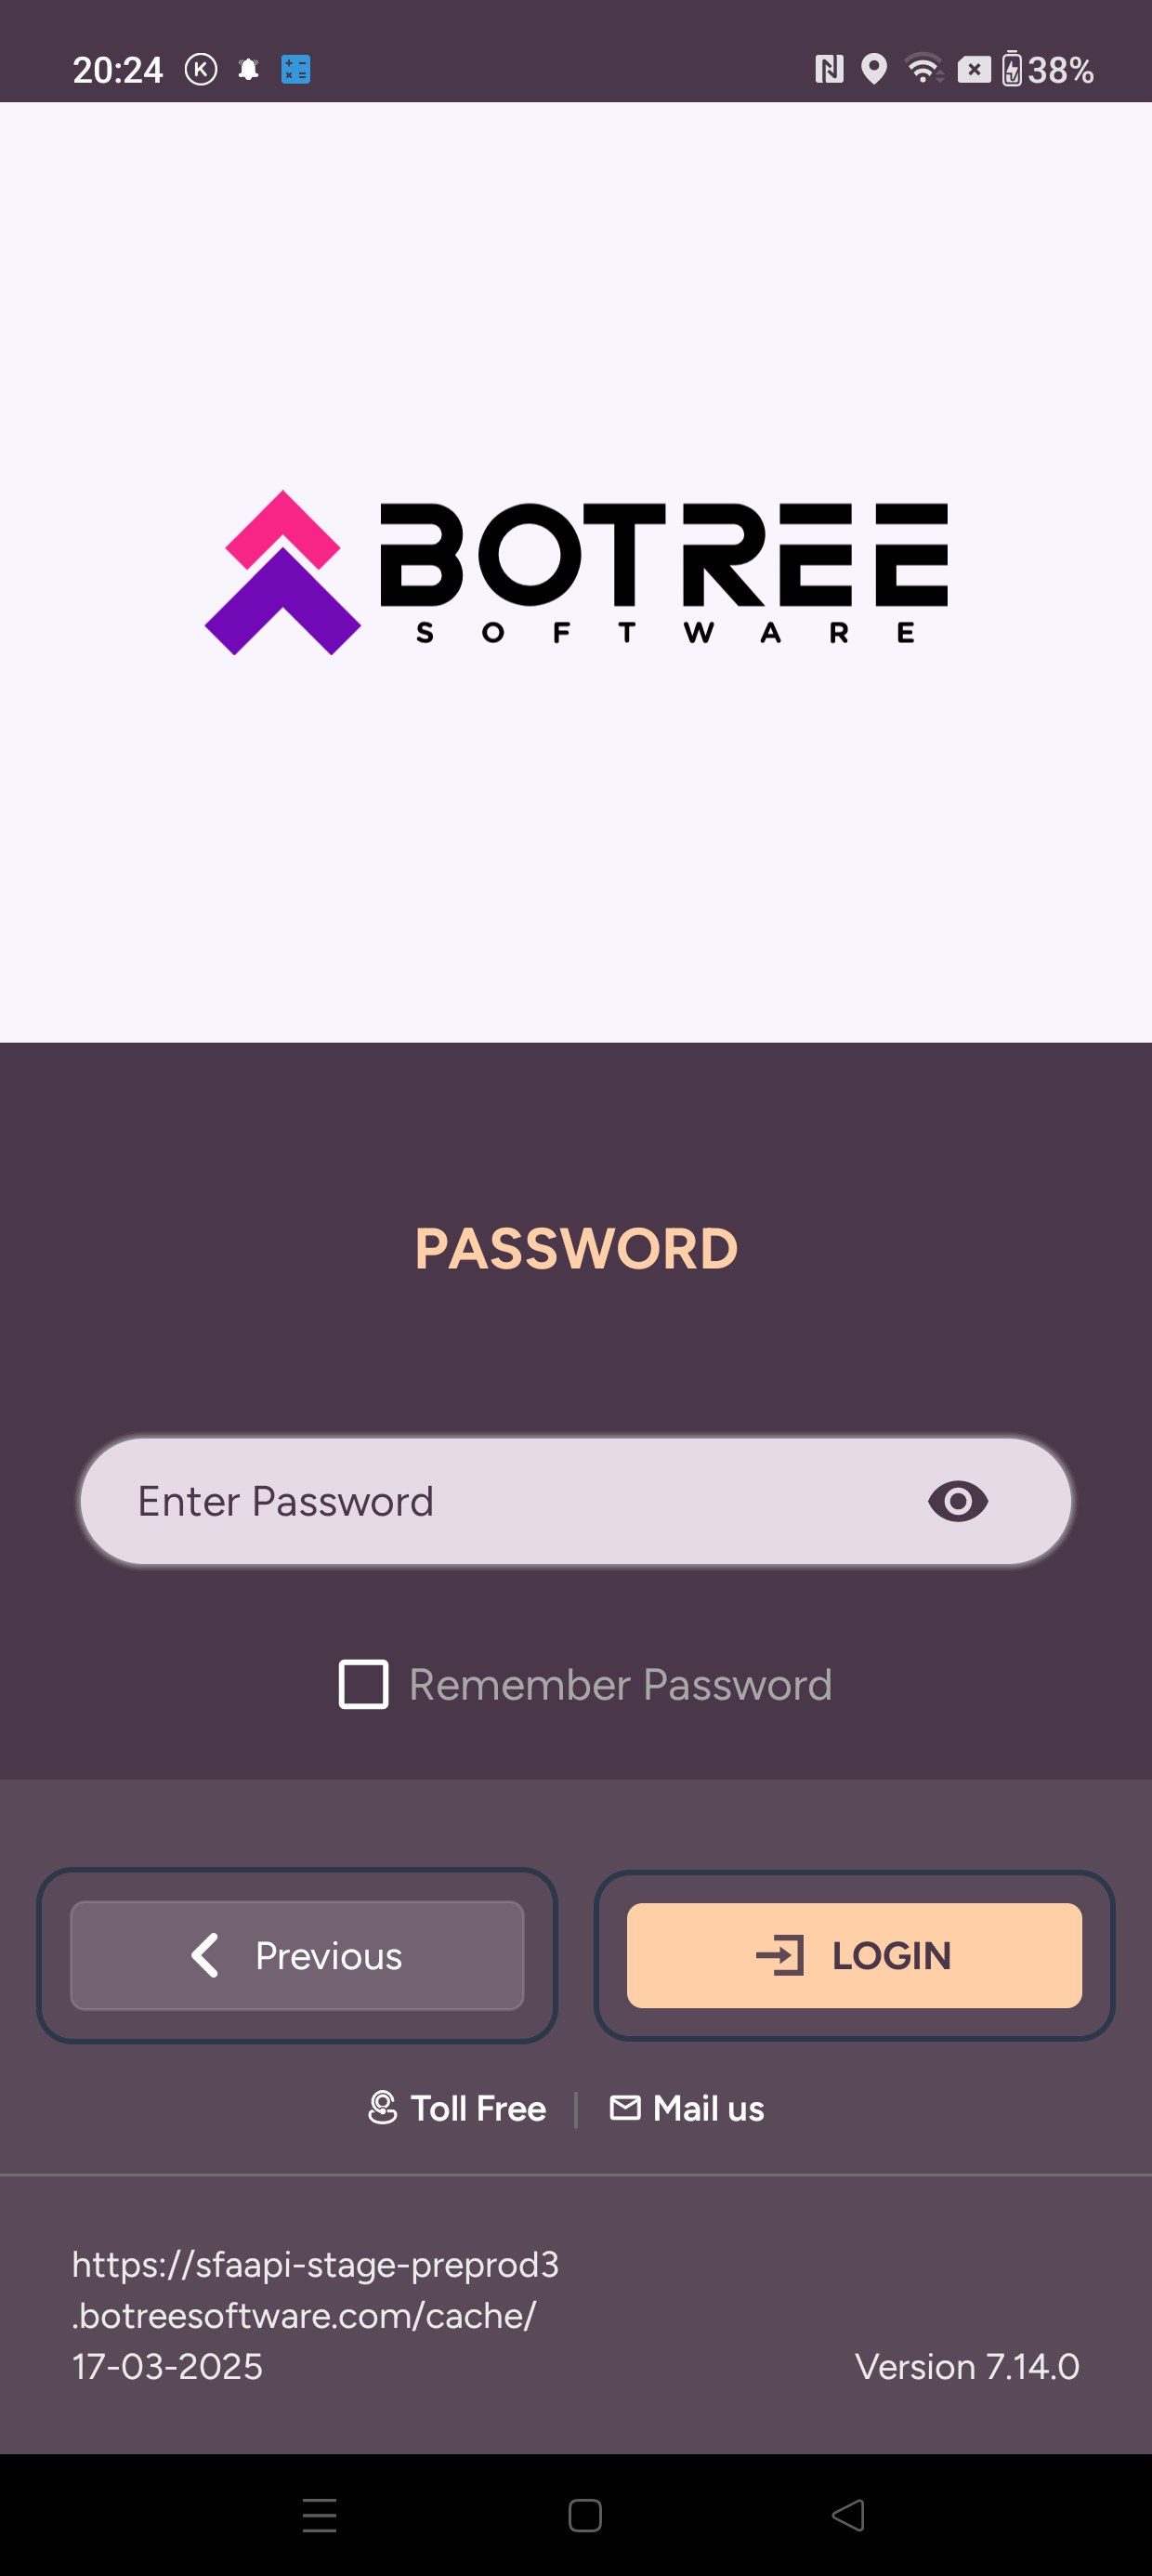 20:24
38%
BOTREE
SOFTWARE
PASSWORD
Enter Password
Remember Password
Previous
LOGIN
Toll Free | Mail us
https://sfaapi-stage-preprod3
.botreesoftware.com/cache/
17-03-2025
Version 7.14.0